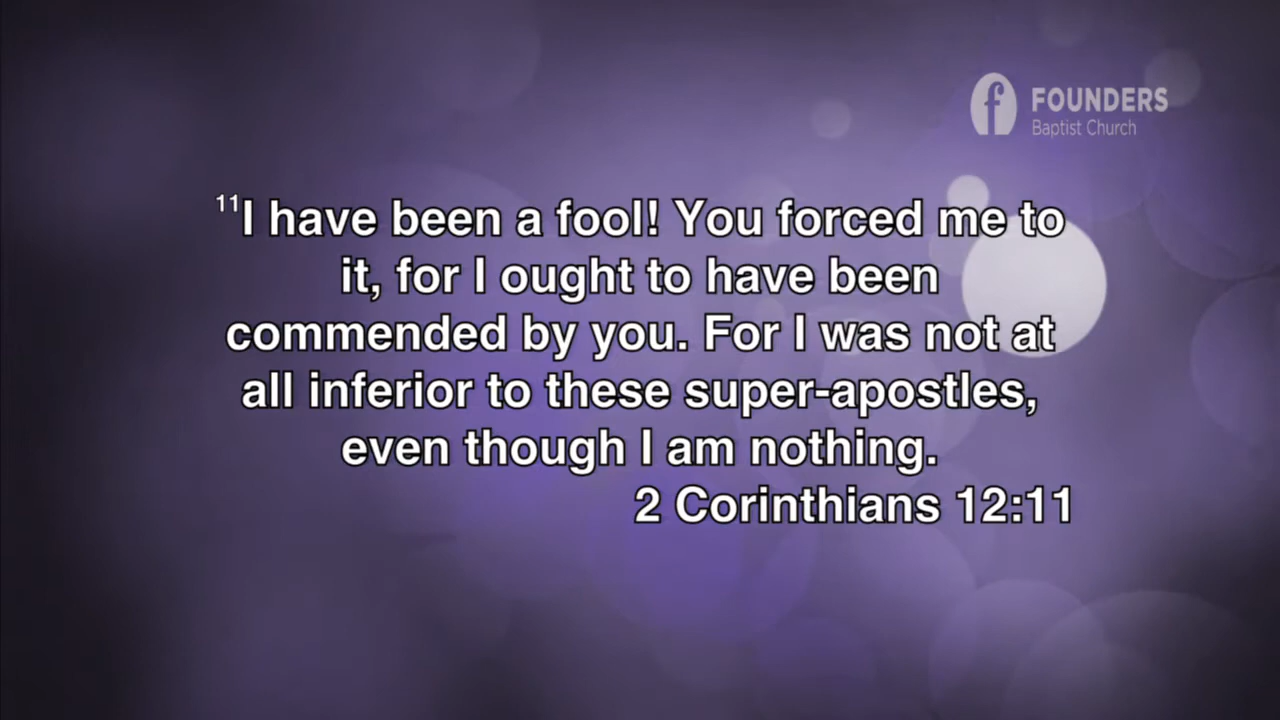 f FOUNDERS
Baptist Church
11I have been a fool! You forced me to
it, for I ought to have been
commended by you. For I was not at
all inferior to these super-apostles,
even though I am nothing.
2 Corinthians 12:11